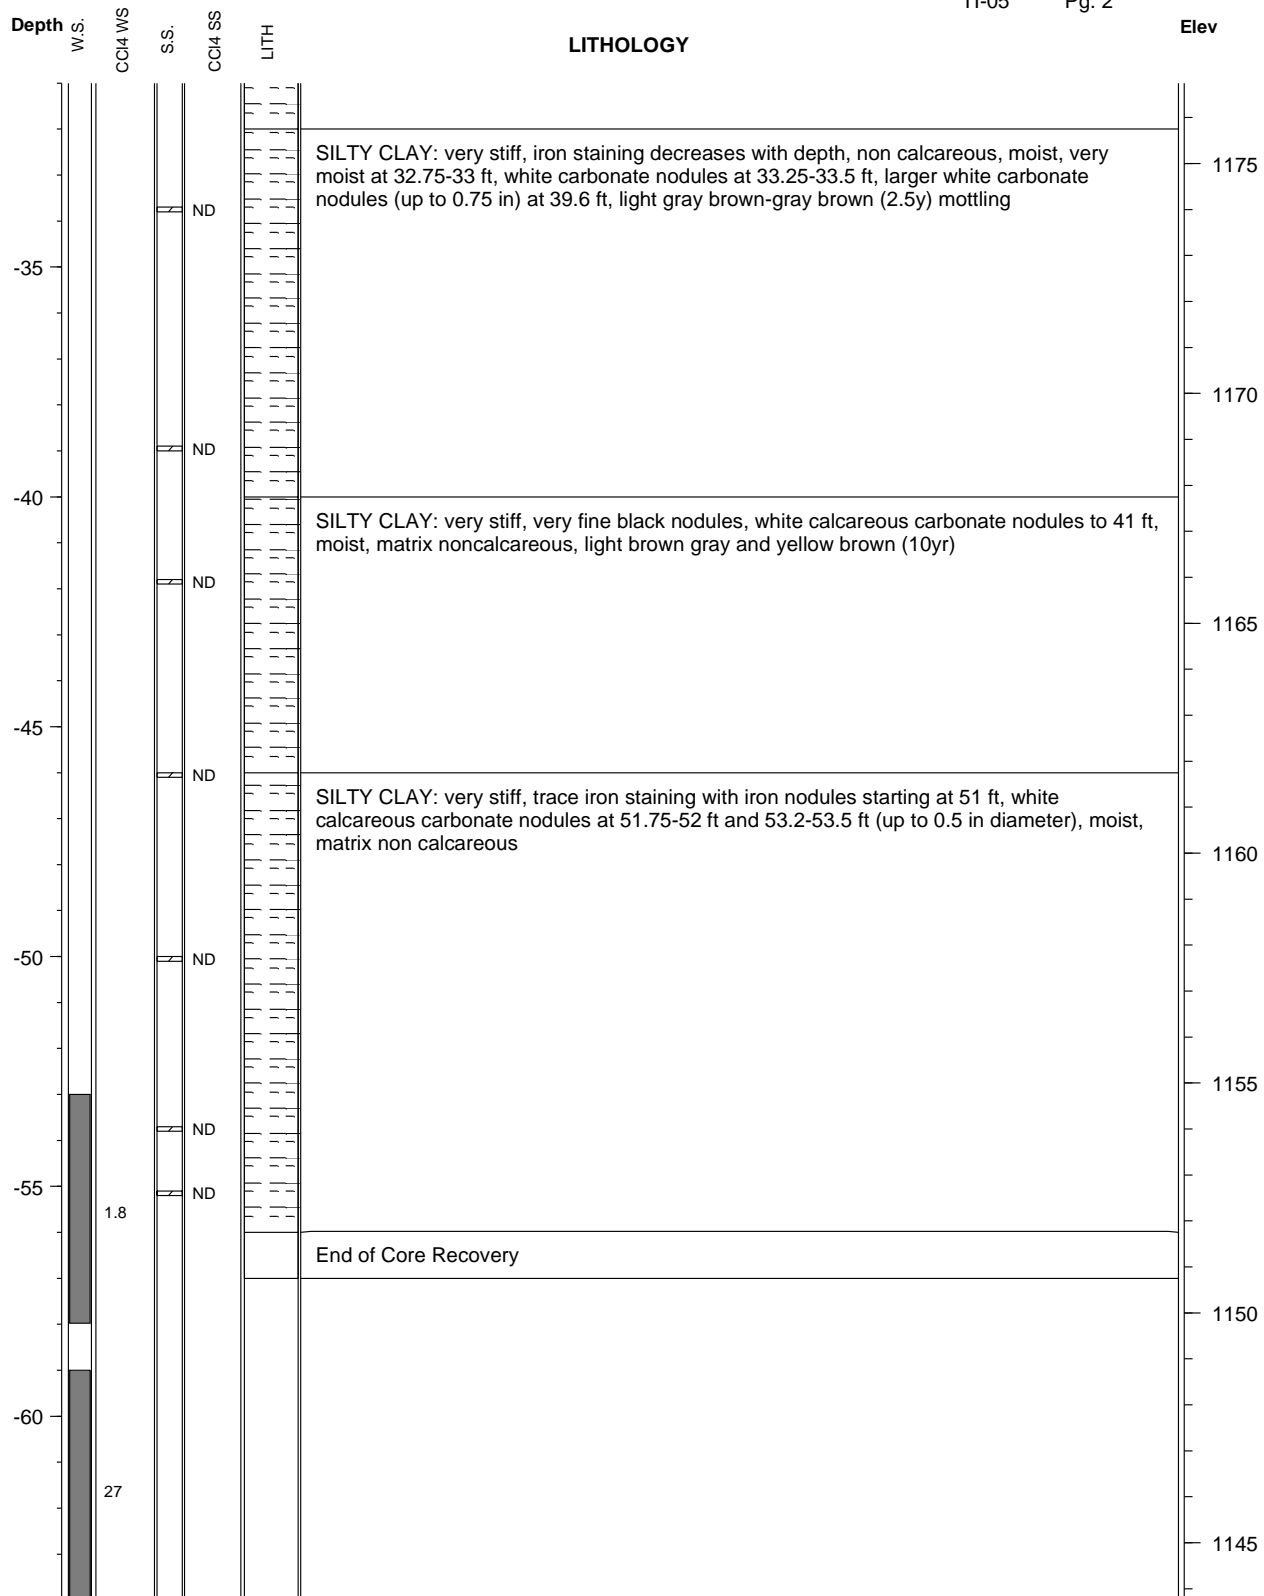 Pg. 2
Depth W.S. CCl4 WS S.S. CCl4 SS LITH LITHOLOGY Elev
SILTY CLAY: very stiff, iron staining decreases with depth, non calcareous, moist, very
moist at 32.75-33 ft, white carbonate nodules at 33.25-33.5 ft, larger white carbonate
nodules (up to 0.75 in) at 39.6 ft, light gray brown-gray brown (2.5y) mottling
1175
ND
-35
1170
ND
-40
SILTY CLAY: very stiff, very fine black nodules, white calcareous carbonate nodules to 41 ft,
moist, matrix noncalcareous, light brown gray and yellow brown (10yr)
ND
1165
-45
ND
SILTY CLAY: very stiff, trace iron staining with iron nodules starting at 51 ft, white
calcareous carbonate nodules at 51.75-52 ft and 53.2-53.5 ft (up to 0.5 in diameter), moist,
matrix non calcareous
1160
-50
ND
1155
ND
-55
ND
1.8
End of Core Recovery
1150
-60
27
1145